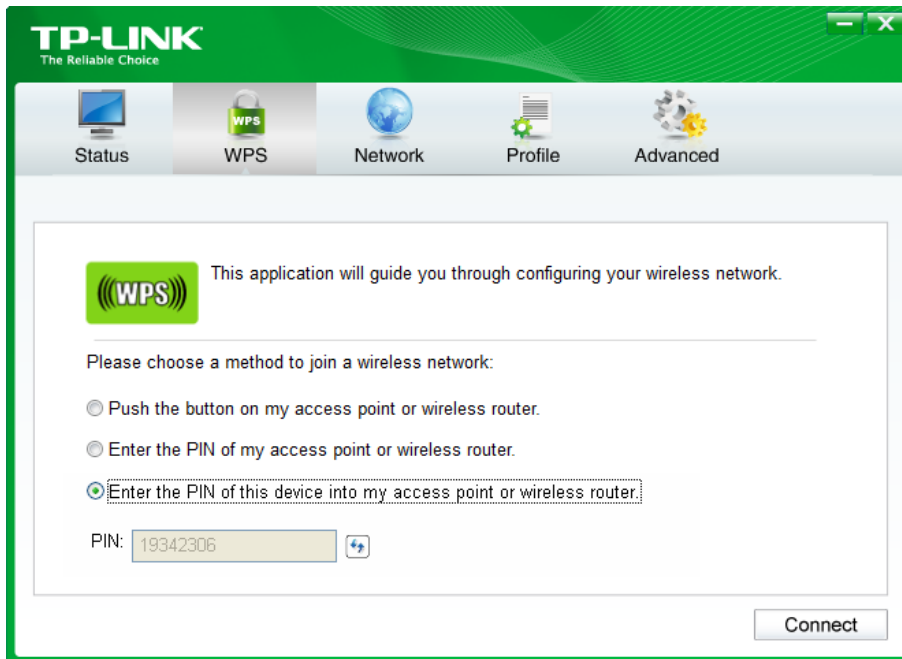 TP-LINK
The Reliable Choice
Status WPS Network Profile Advanced
WPS
(((WPS)))
This application will guide you through configuring your wireless network.
Please choose a method to join a wireless network:
Push the button on my access point or wireless router.
Enter the PIN of my access point or wireless router.
Enter the PIN of this device into my access point or wireless router.
PIN: 19342306
Connect